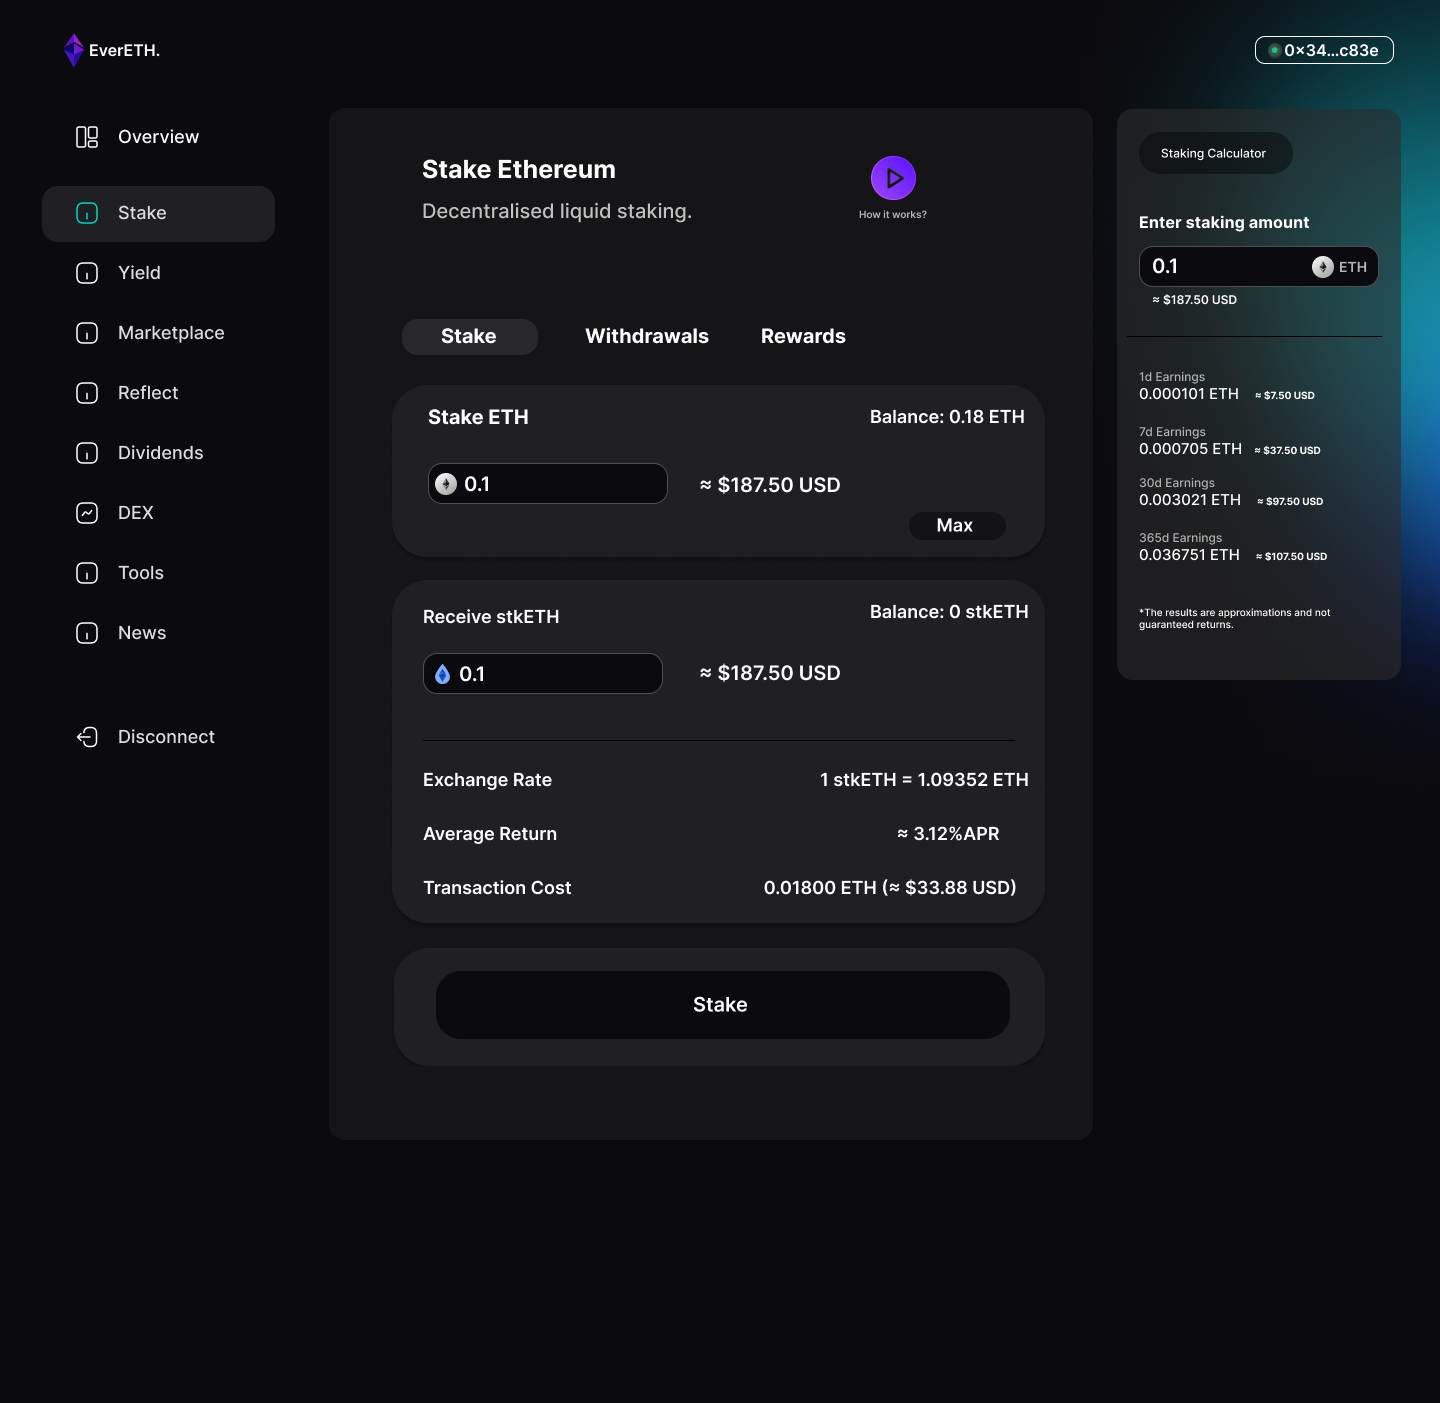 EverETH.
0x34...c83e
Overview
Stake
Yield
Marketplace
Reflect
Dividends
DEX
Tools
News
Disconnect
Stake Ethereum
Decentralised liquid staking.
How it works?
Stake Withdrawals Rewards
Stake ETH Balance: 0.18 ETH
0.1 ≈ $187.50 USD
Max
Receive stkETH Balance: 0 stkETH
0.1 ≈ $187.50 USD
Exchange Rate 1 stkETH = 1.09352 ETH
Average Return ≈ 3.12%APR
Transaction Cost 0.01800 ETH (≈ $33.88 USD)
Stake
Staking Calculator
Enter staking amount
0.1 ETH
≈ $187.50 USD
1d Earnings
0.000101 ETH ≈ $7.50 USD
7d Earnings
0.000705 ETH ≈ $37.50 USD
30d Earnings
0.003021 ETH ≈ $97.50 USD
365d Earnings
0.036751 ETH ≈ $107.50 USD
*The results are approximations and not
guaranteed returns.